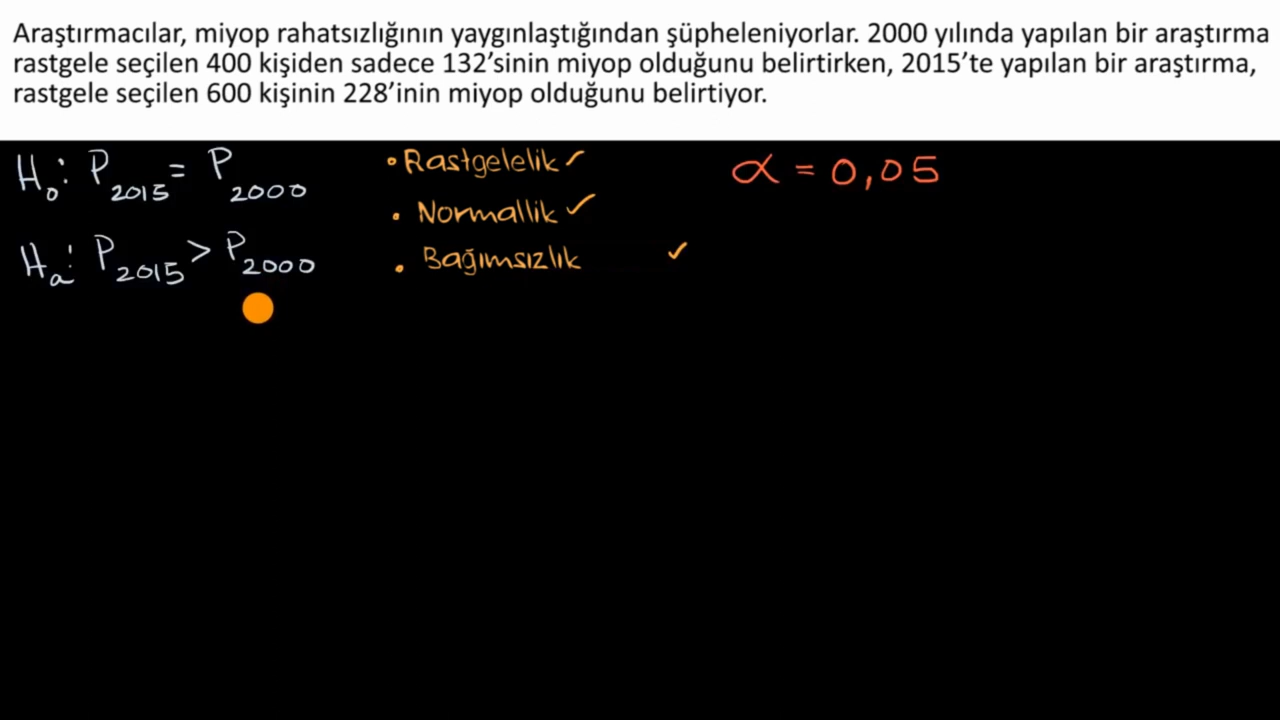 Araştırmacılar, miyop rahatsızlığının yaygınlaştığından şüpheleniyorlar. 2000 yılında yapılan bir araştırma
rastgele seçilen 400 kişiden sadece 132’sinin miyop olduğunu belirtirken, 2015’te yapılan bir araştırma,
rastgele seçilen 600 kişinin 228’inin miyop olduğunu belirtiyor.
H₀: P₂₀₁₅ = P₂₀₀₀
Hₐ: P₂₀₁₅ > P₂₀₀₀
• Rastgelelik ✓
• Normallik ✓
• Bağımsızlık ✓
α = 0,05